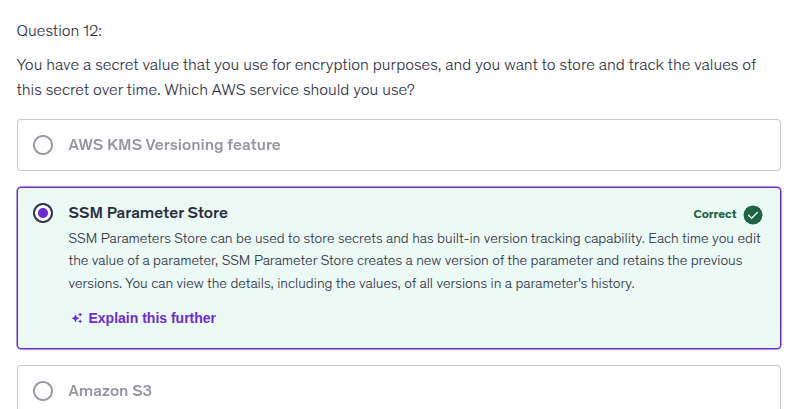 Question 12:
You have a secret value that you use for encryption purposes, and you want to store and track the values of
this secret over time. Which AWS service should you use?
AWS KMS Versioning feature
SSM Parameter Store
Correct
SSM Parameters Store can be used to store secrets and has built-in version tracking capability. Each time you edit
the value of a parameter, SSM Parameter Store creates a new version of the parameter and retains the previous
versions. You can view the details, including the values, of all versions in a parameter's history.
Explain this further
Amazon S3